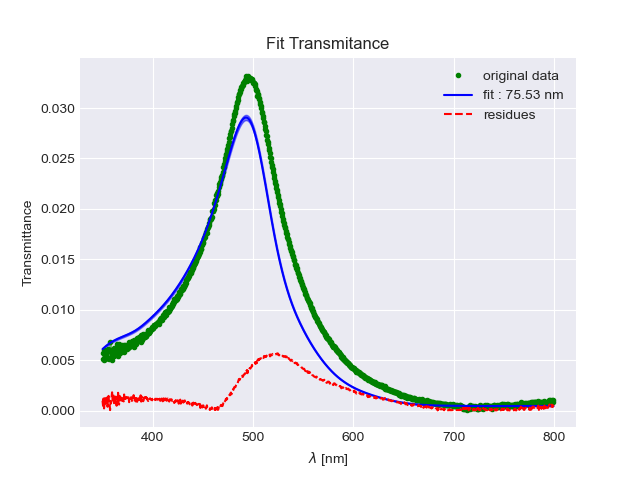 Fit Transmitance
original data
fit : 75.53 nm
residues
0.030
0.025
0.020
0.015
0.010
0.005
0.000
Transmittance
400
500
600
700
800
λ [nm]